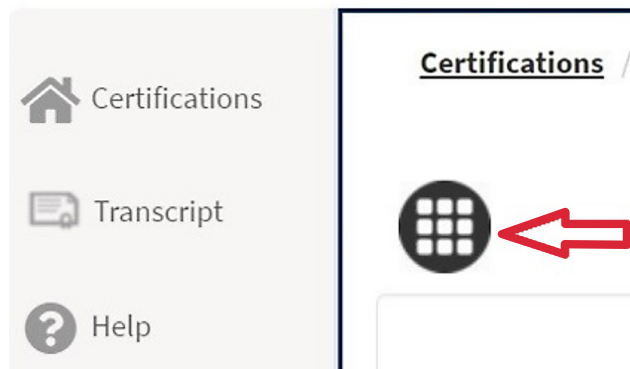 Certifications
Transcript
Help
Certifications /